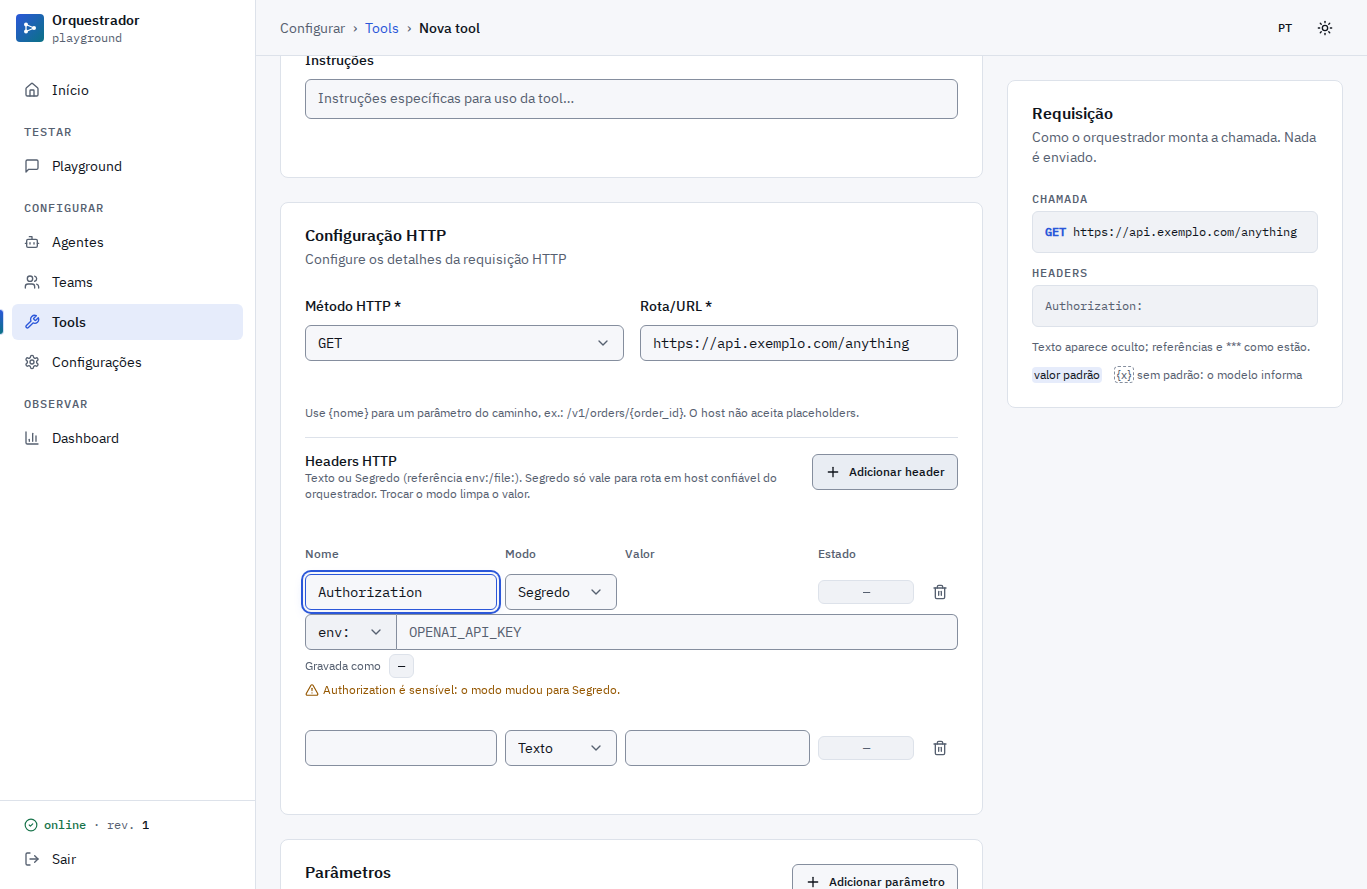 Orquestrador
playground
Início
TESTAR
Playground
CONFIGURAR
Agentes
Teams
Tools
Configurações
OBSERVAR
Dashboard
online · rev. 1
Sair
Configurar › Tools › Nova tool
PT
Instruções
Instruções específicas para uso da tool...
Configuração HTTP
Configure os detalhes da requisição HTTP
Método HTTP *
Rota/URL *
GET
https://api.exemplo.com/anything
Use {nome} para um parâmetro do caminho, ex.: /v1/orders/{order_id}. O host não aceita placeholders.
Headers HTTP
Texto ou Segredo (referência env:/file:). Segredo só vale para rota em host confiável do
orquestrador. Trocar o modo limpa o valor.
Adicionar header
Nome
Modo
Valor
Estado
Authorization
Segredo
—
env:
OPENAI_API_KEY
Gravada como —
Authorization é sensível: o modo mudou para Segredo.
Texto
—
Parâmetros
Adicionar parâmetro
Requisição
Como o orquestrador monta a chamada. Nada
é enviado.
CHAMADA
GET https://api.exemplo.com/anything
HEADERS
Authorization:
Texto aparece oculto; referências e *** como estão.
valor padrão {x} sem padrão: o modelo informa